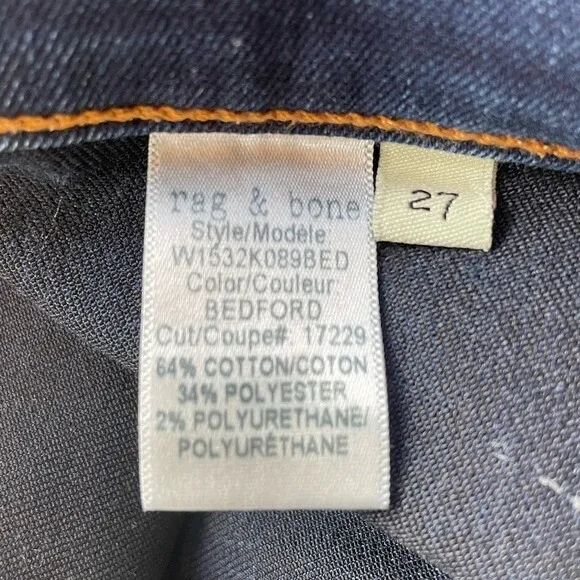 rag & bone
Style/Modèle
W1532K089BED
Color/Couleur:
BEDFORD
Cut/Coupe# 17229
64% COTTON/COTON
34% POLYESTER
2% POLYURETHANE/
POLYURÉTHANE
27